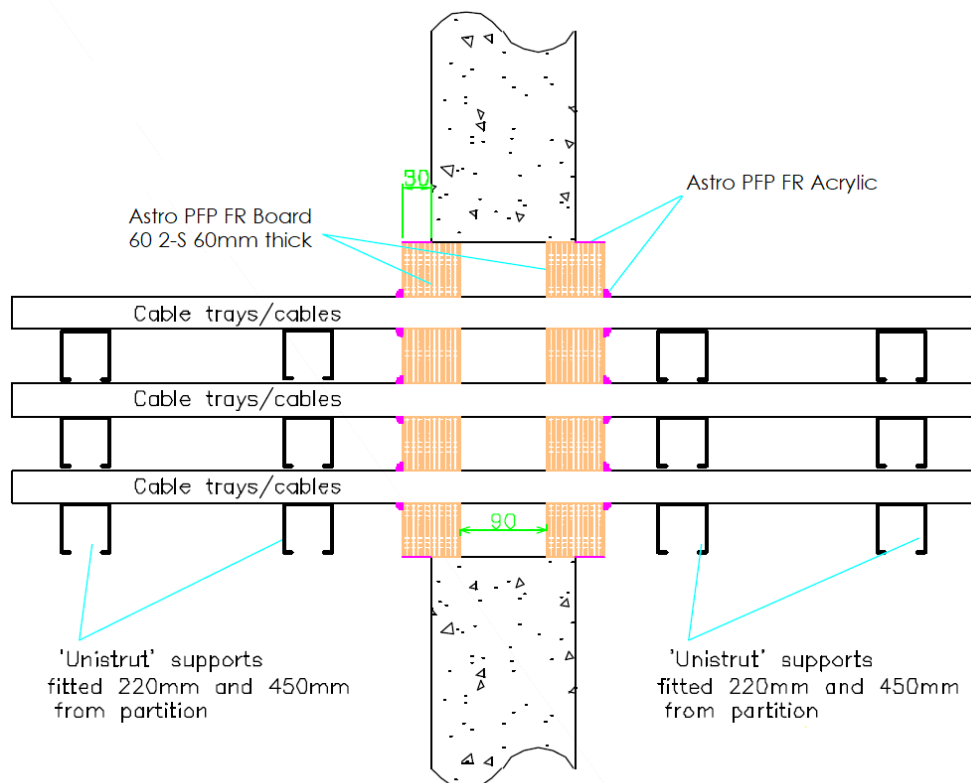 30
Astro PFP FR Acrylic
Astro PFP FR Board
60 2-S 60mm thick
Cable trays/cables
Cable trays/cables
Cable trays/cables
90
'Unistrut' supports
fitted 220mm and 450mm
from partition
'Unistrut' supports
fitted 220mm and 450mm
from partition